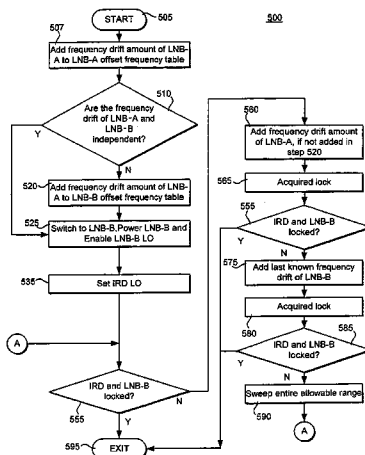 START
505
500
507
Add frequency drift amount of LNB-
A to LNB-A offset frequency table
510
Are the frequency
drift of LNB-A and
LNB-B
independent?
Y
N
520
Add frequency drift amount of LNB-
A to LNB-B offset frequency table
525
Switch to LNB-B,Power LNB-B and
Enable LNB-B LO
535
Set IRD LO
A
IRD and LNB-B
locked?
N
555
Y
595
EXIT
560
Add frequency drift amount
of LNB-A, if not added in
step 520
565
Acquired lock
555
IRD and LNB-B
locked?
Y
N
575
Add last known frequency
drift of LNB-B
Acquired lock
580
585
IRD and LNB-B
locked?
Y
N
Sweep entire allowable range
590
A